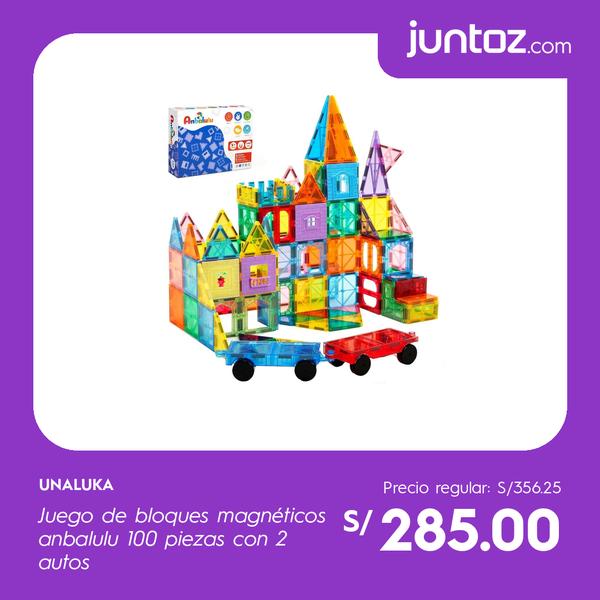 juntoz.com
Anbalulu
UNALUKA
Juego de bloques magnéticos
anbalulu 100 piezas con 2
autos
Precio regular: S/356.25
S/285.00